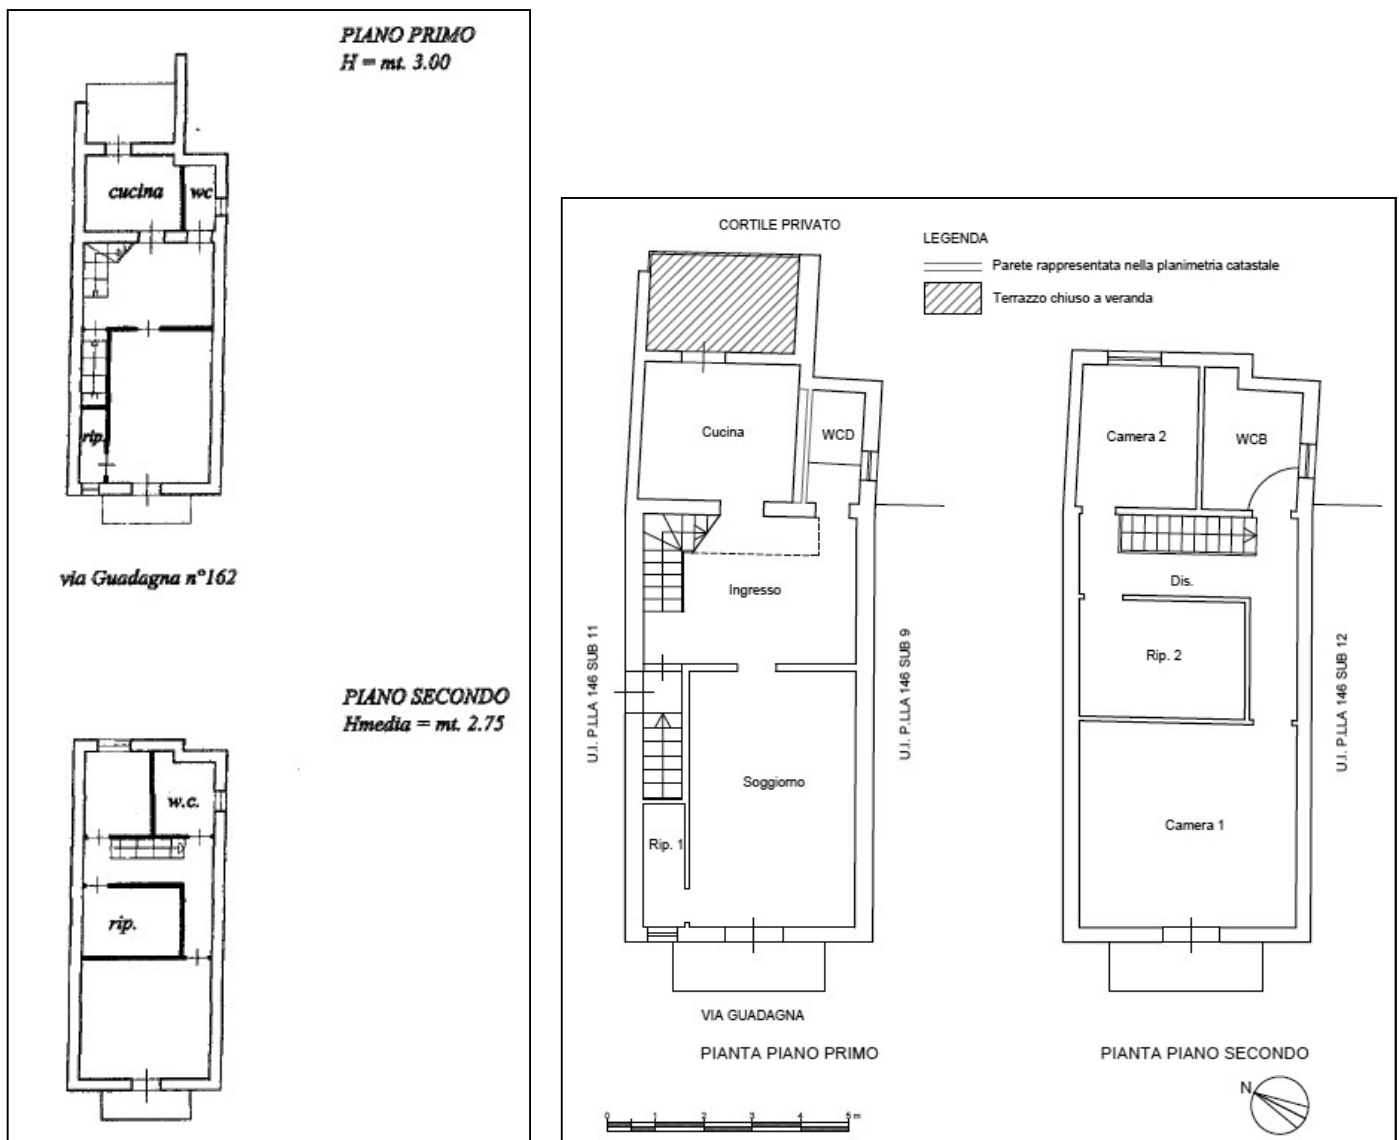 PIANO PRIMO
H = mt. 3.00
cucina
wc
rip.
via Guadagna n°162
PIANO SECONDO
Hmedia = mt. 2.75
w.c.
rip.
CORTILE PRIVATO
LEGENDA
Parete rappresentata nella planimetria catastale
Terrazzo chiuso a veranda
Cucina
WCD
Camera 2
WCB
Ingresso
Dis.
U.I. P.LLA 146 SUB 11
U.I. P.LLA 146 SUB 9
Rip. 2
U.I. P.LLA 146 SUB 12
Soggiorno
Rip. 1
Camera 1
VIA GUADAGNA
PIANTA PIANO PRIMO
PIANTA PIANO SECONDO
N
0 1 2 3 4 5 m